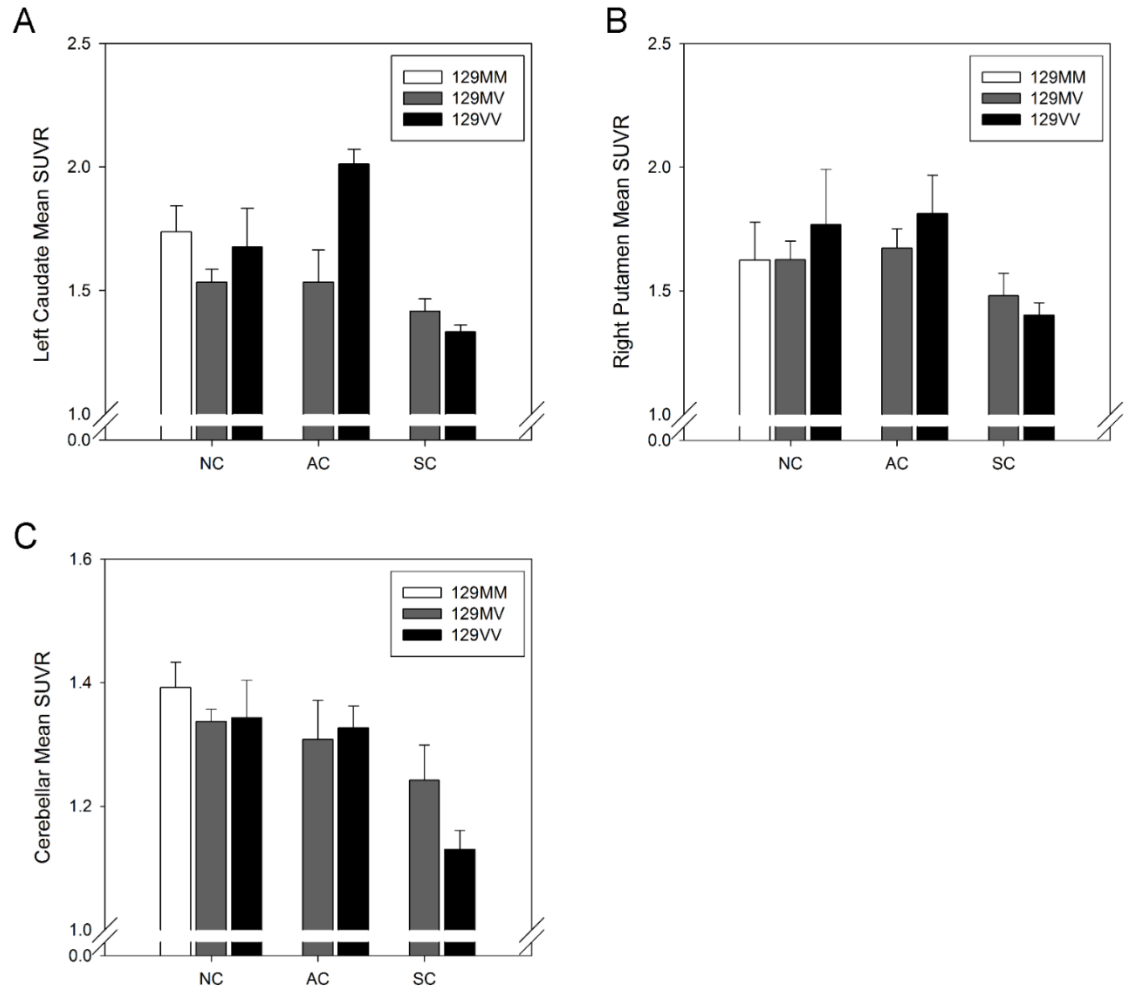 A
2.5
2.0
1.5
1.0
0.0
Left Caudate Mean SUVR
129MM
129MV
129VV
NC AC SC
B
2.5
2.0
1.5
1.0
0.0
Right Putamen Mean SUVR
129MM
129MV
129VV
NC AC SC
C
1.6
1.4
1.2
1.0
0.0
Cerebellar Mean SUVR
129MM
129MV
129VV
NC AC SC